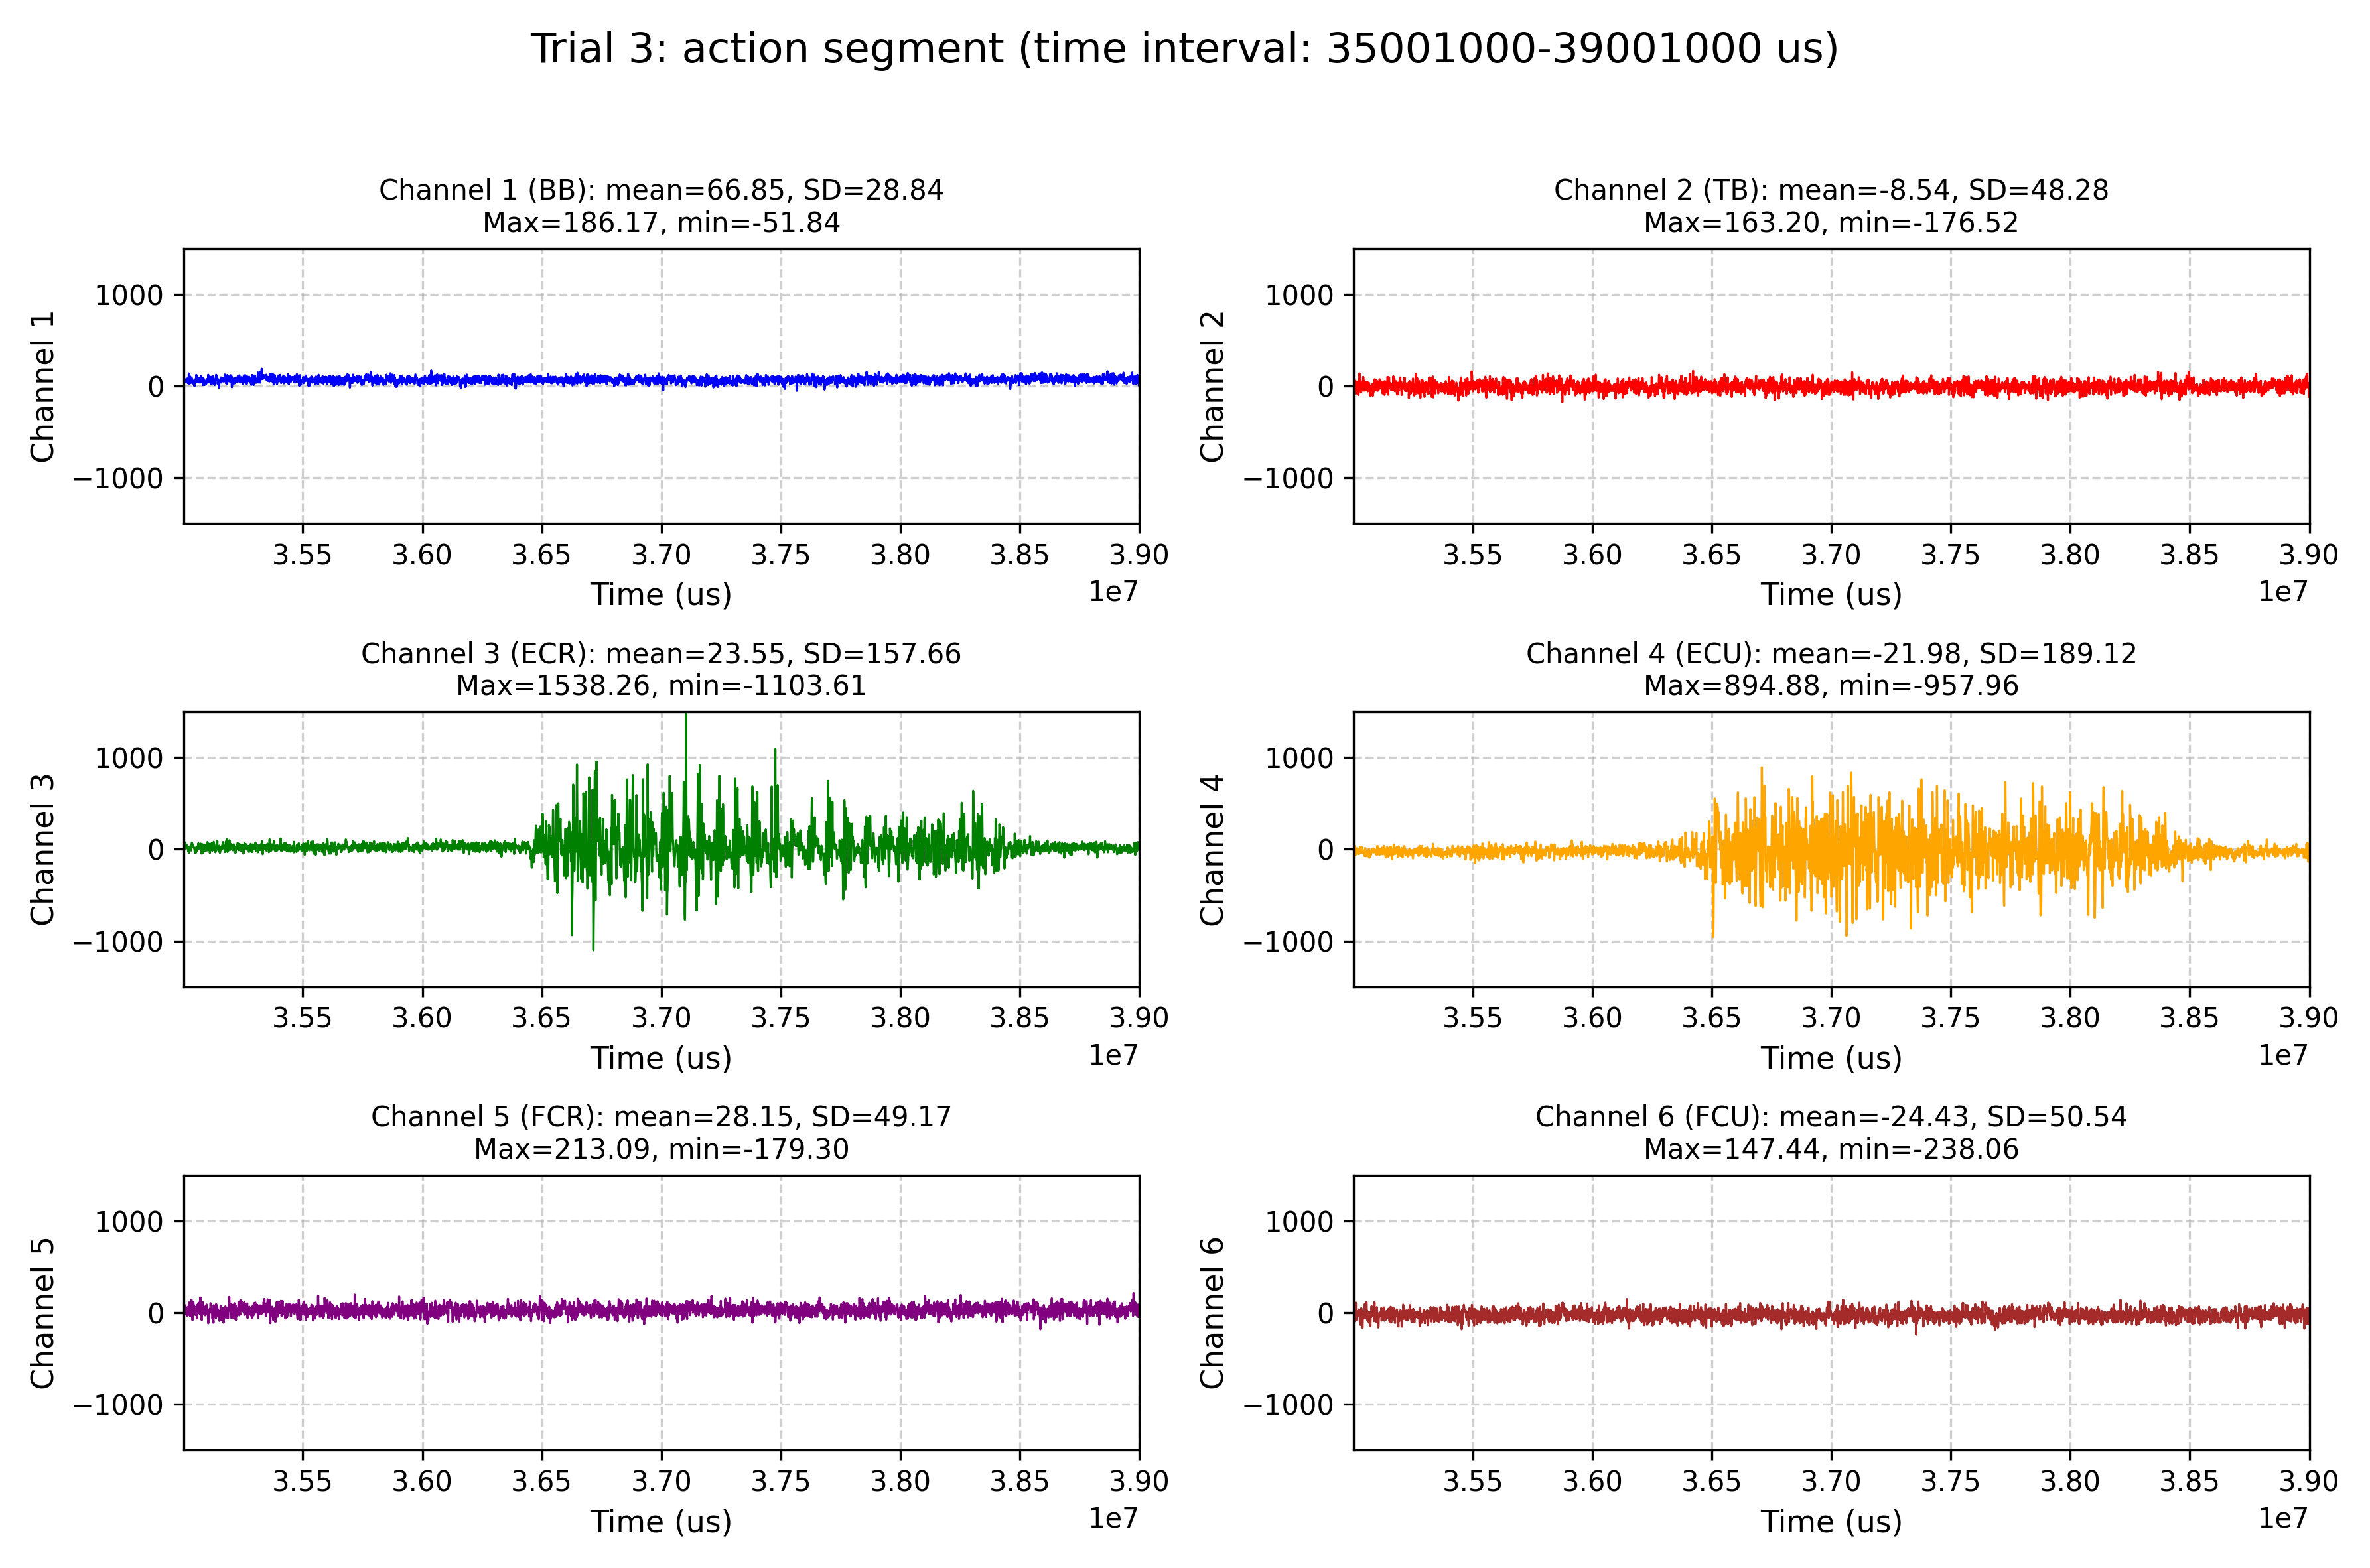 Trial 3: action segment (time interval: 35001000-39001000 us)
Channel 1 (BB): mean=66.85, SD=28.84
Max=186.17, min=-51.84
Channel 1
1000
0
−1000
3.55 3.60 3.65 3.70 3.75 3.80 3.85 3.90
Time (us)
1e7
Channel 2 (TB): mean=-8.54, SD=48.28
Max=163.20, min=-176.52
Channel 2
1000
0
−1000
3.55 3.60 3.65 3.70 3.75 3.80 3.85 3.90
Time (us)
1e7
Channel 3 (ECR): mean=23.55, SD=157.66
Max=1538.26, min=-1103.61
Channel 3
1000
0
−1000
3.55 3.60 3.65 3.70 3.75 3.80 3.85 3.90
Time (us)
1e7
Channel 4 (ECU): mean=-21.98, SD=189.12
Max=894.88, min=-957.96
Channel 4
1000
0
−1000
3.55 3.60 3.65 3.70 3.75 3.80 3.85 3.90
Time (us)
1e7
Channel 5 (FCR): mean=28.15, SD=49.17
Max=213.09, min=-179.30
Channel 5
1000
0
−1000
3.55 3.60 3.65 3.70 3.75 3.80 3.85 3.90
Time (us)
1e7
Channel 6 (FCU): mean=-24.43, SD=50.54
Max=147.44, min=-238.06
Channel 6
1000
0
−1000
3.55 3.60 3.65 3.70 3.75 3.80 3.85 3.90
Time (us)
1e7